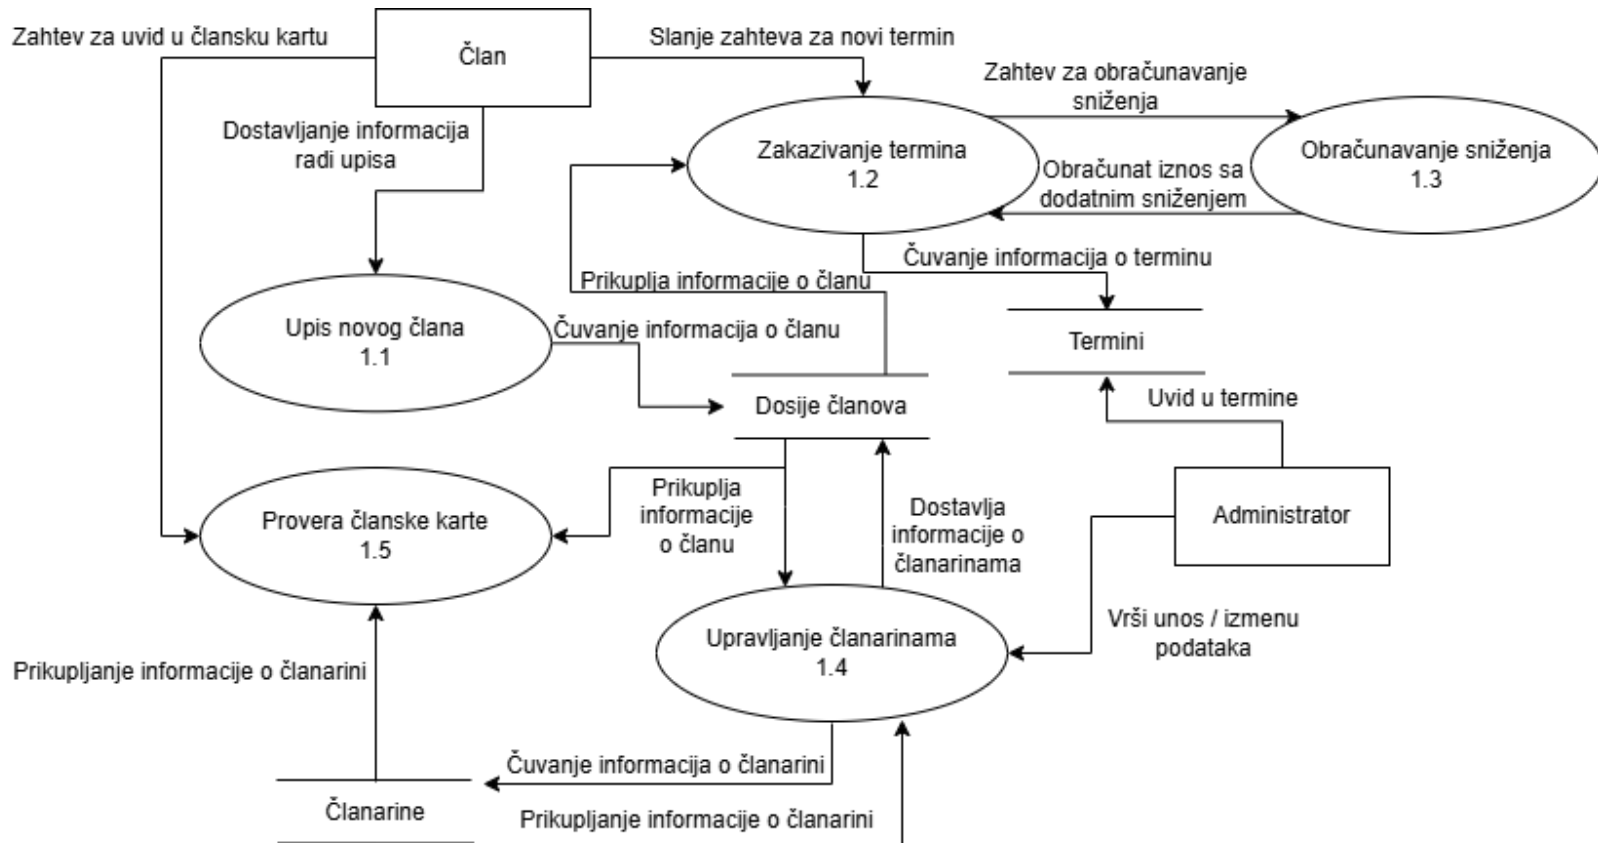 Zahtev za uvid u člansku kartu
Član
Slanje zahteva za novi termin
Zahtev za obračunavanje
sniženja
Dostavljanje informacija
radi upisa
Zakazivanje termina
1.2
Obračunavanje sniženja
1.3
Obračunat iznos sa
dodatnim sniženjem
Čuvanje informacija o terminu
Prikuplja informacije o članu
Upis novog člana
1.1
Čuvanje informacija o članu
Termini
Dosije članova
Uvid u termine
Prikuplja
informacije
o članu
Dostavlja
informacije o
članarinama
Provera članske karte
1.5
Administrator
Upravljanje članarinama
1.4
Vrši unos / izmenu
podataka
Prikupljanje informacije o članarini
Čuvanje informacija o članarini
Članarine
Prikupljanje informacije o članarini